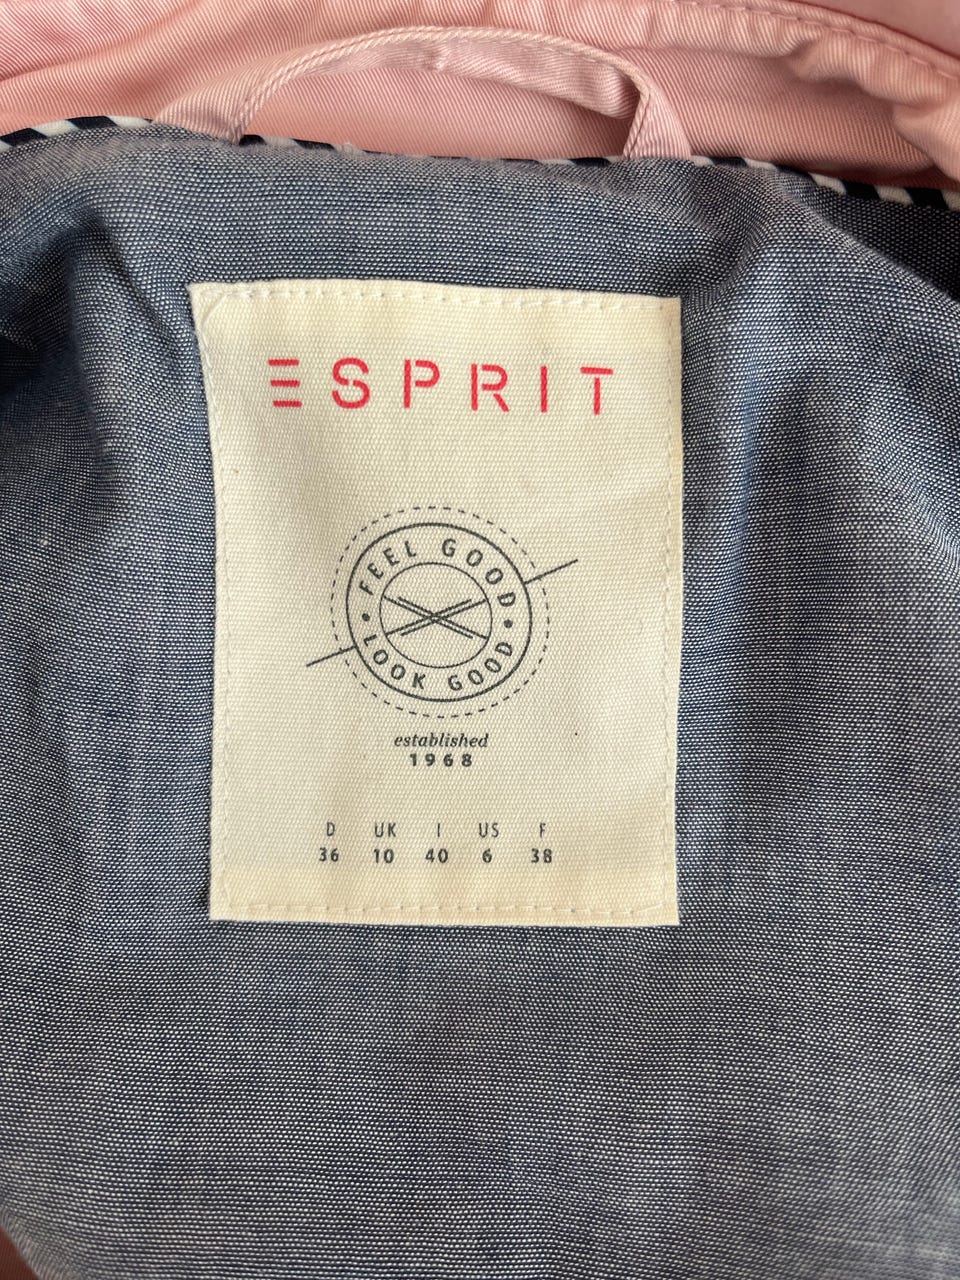 ESPRIT
FEEL GOOD
• LOOK GOOD •
established
1968
D UK I US F
36 10 40 6 38